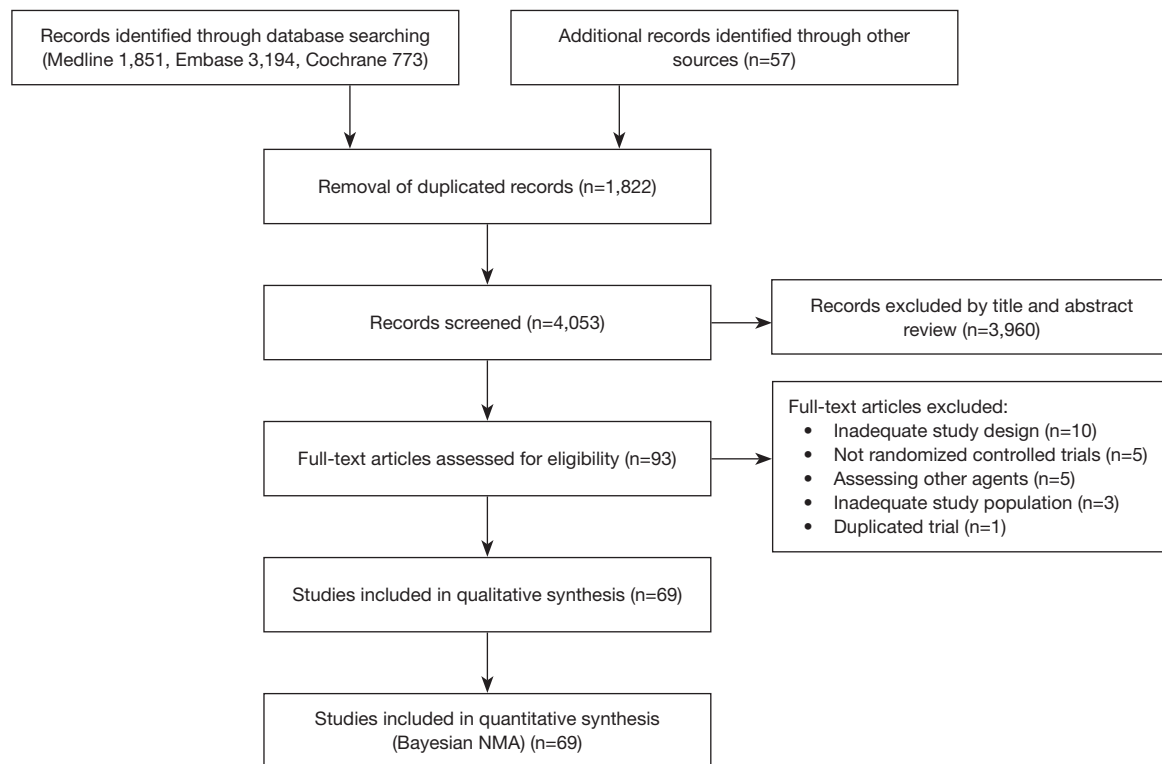 Records identified through database searching
(Medline 1,851, Embase 3,194, Cochrane 773)
Additional records identified through other
sources (n=57)
Removal of duplicated records (n=1,822)
Records screened (n=4,053)
Records excluded by title and abstract
review (n=3,960)
Full-text articles assessed for eligibility (n=93)
Full-text articles excluded:
• Inadequate study design (n=10)
• Not randomized controlled trials (n=5)
• Assessing other agents (n=5)
• Inadequate study population (n=3)
• Duplicated trial (n=1)
Studies included in qualitative synthesis (n=69)
Studies included in quantitative synthesis
(Bayesian NMA) (n=69)